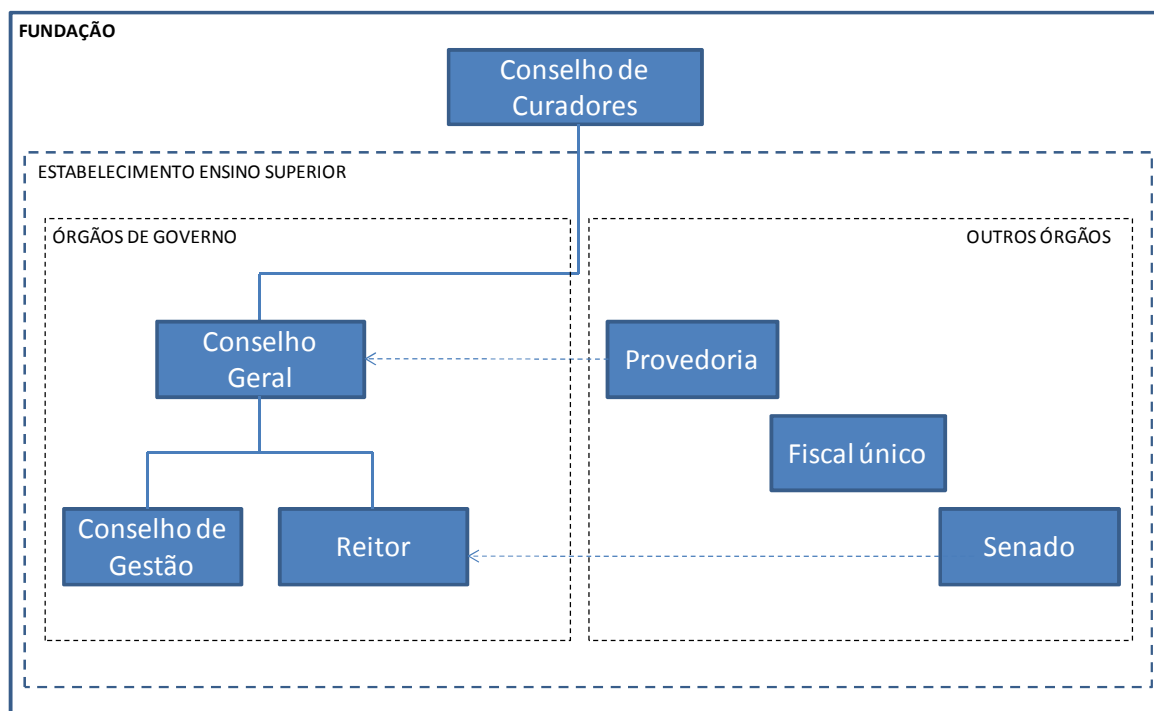 FUNDAÇÃO
Conselho de
Curadores
ESTABELECIMENTO ENSINO SUPERIOR
ÓRGÃOS DE GOVERNO
OUTROS ÓRGÃOS
Conselho
Geral
Provedoria
Fiscal único
Conselho de
Gestão
Reitor
Senado